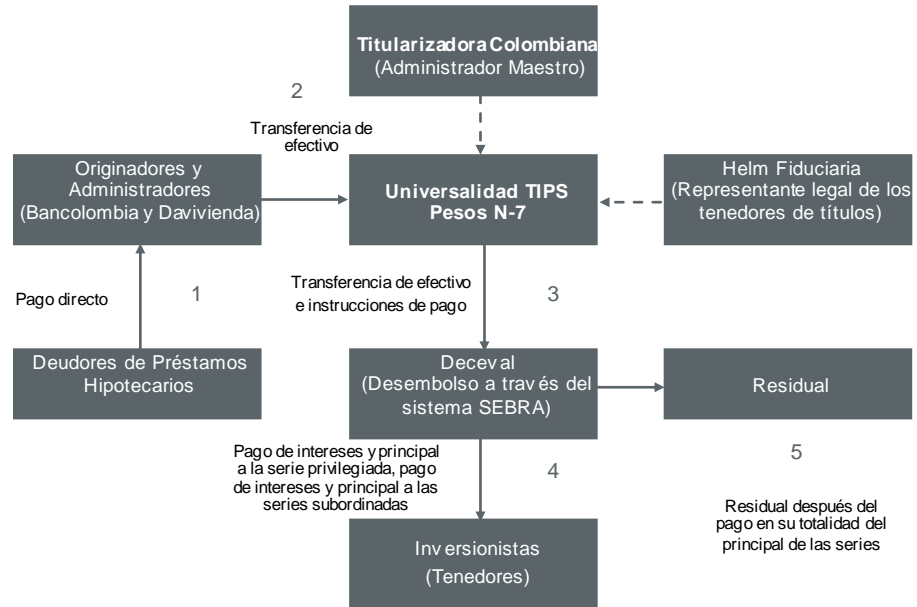 Titularizadora Colombiana
(Administrador Maestro)
2
Transferencia de
efectivo
Originadores y
Administradores
(Bancolombia y Davivienda)
Universalidad TIPS
Pesos N-7
Helm Fiduciaria
(Representante legal de los
tenedores de títulos)
Pago directo
1
Transferencia de efectivo
e instrucciones de pago
3
Deudores de Préstamos
Hipotecarios
Deceval
(Desembolso a través del
sistema SEBRA)
Residual
Pago de intereses y principal
a la serie privilegiada, pago
de intereses y principal a las
series subordinadas
4
5
Residual después del
pago en su totalidad del
principal de las series
Inversionistas
(Tenedores)